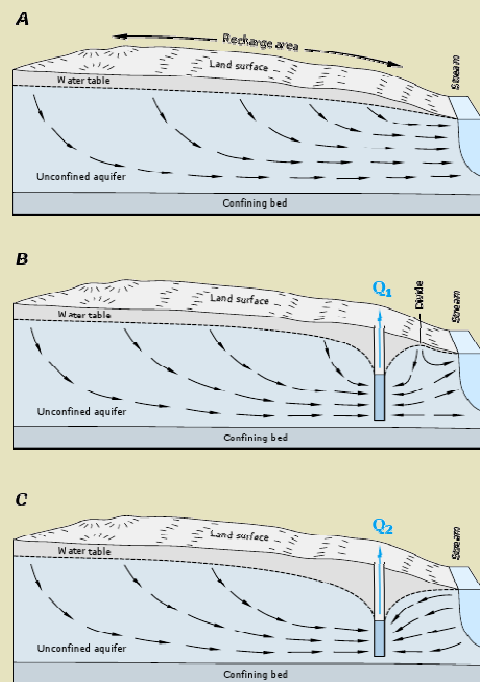 A
Recharge area
Land surface
Stream
Water table
Unconfined aquifer
Confining bed
B
Q1
Divide
Stream
Land surface
Water table
Unconfined aquifer
Confining bed
C
Q2
Stream
Land surface
Water table
Unconfined aquifer
Confining bed